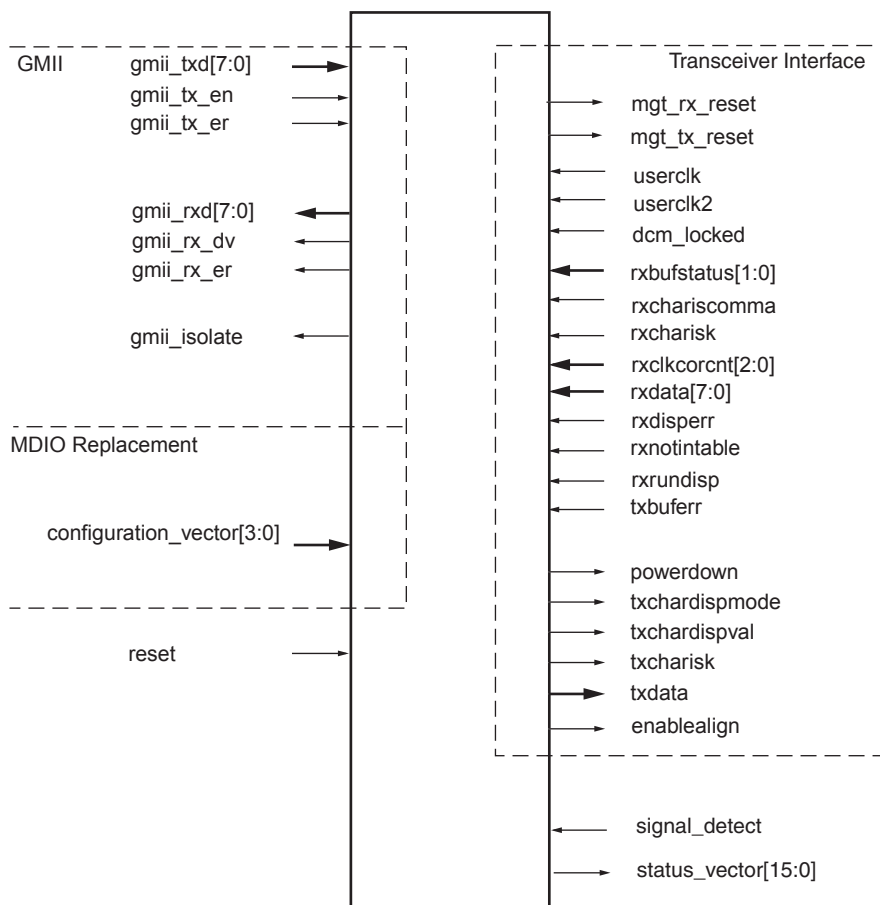 GMII
gmii_txd[7:0]
gmii_tx_en
gmii_tx_er
gmii_rxd[7:0]
gmii_rx_dv
gmii_rx_er
gmii_isolate
MDIO Replacement
configuration_vector[3:0]
reset
Transceiver Interface
mgt_rx_reset
mgt_tx_reset
userclk
userclk2
dcm_locked
rxbufstatus[1:0]
rxchariscomma
rxcharisk
rxclkcorcnt[2:0]
rxdata[7:0]
rxdisperr
rxnotintable
rxrundisp
txbuferr
powerdown
txchardispmode
txchardispval
txcharisk
txdata
enablealign
signal_detect
status_vector[15:0]